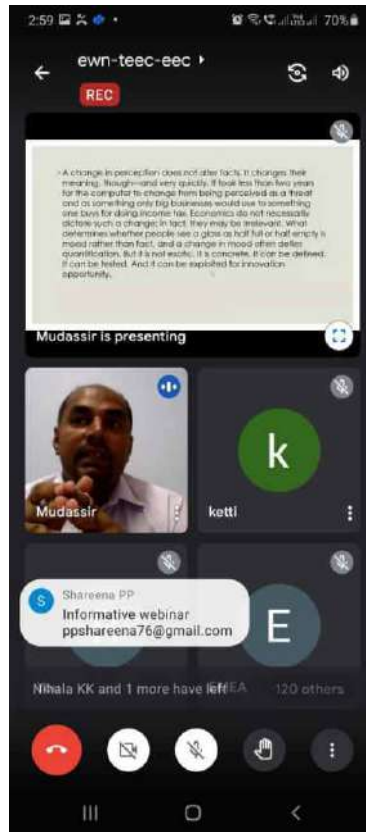 2:59
70%
ewn-teec-eec
REC
A change in perception does not alter facts. It changes their
meaning, though—and very quickly. It took less than two years
for the computer to change from being perceived as a threat
and as something only big businesses would use to something
one buys for doing income tax. Economics do not necessarily
dictate such a change; in fact, they may be irrelevant. What
determines whether people see a glass as half full or half empty is
mood rather than fact, and a change in mood often defies
quantification. But it is not exotic. It is concrete. It can be defined.
It can be tested. And it can be exploited for innovation
opportunity.
Mudassir is presenting
k
Mudassir
ketti
S
Shareena PP
Informative webinar
ppshareena76@gmail.com
E
Nihala KK and 1 more have left
120 others